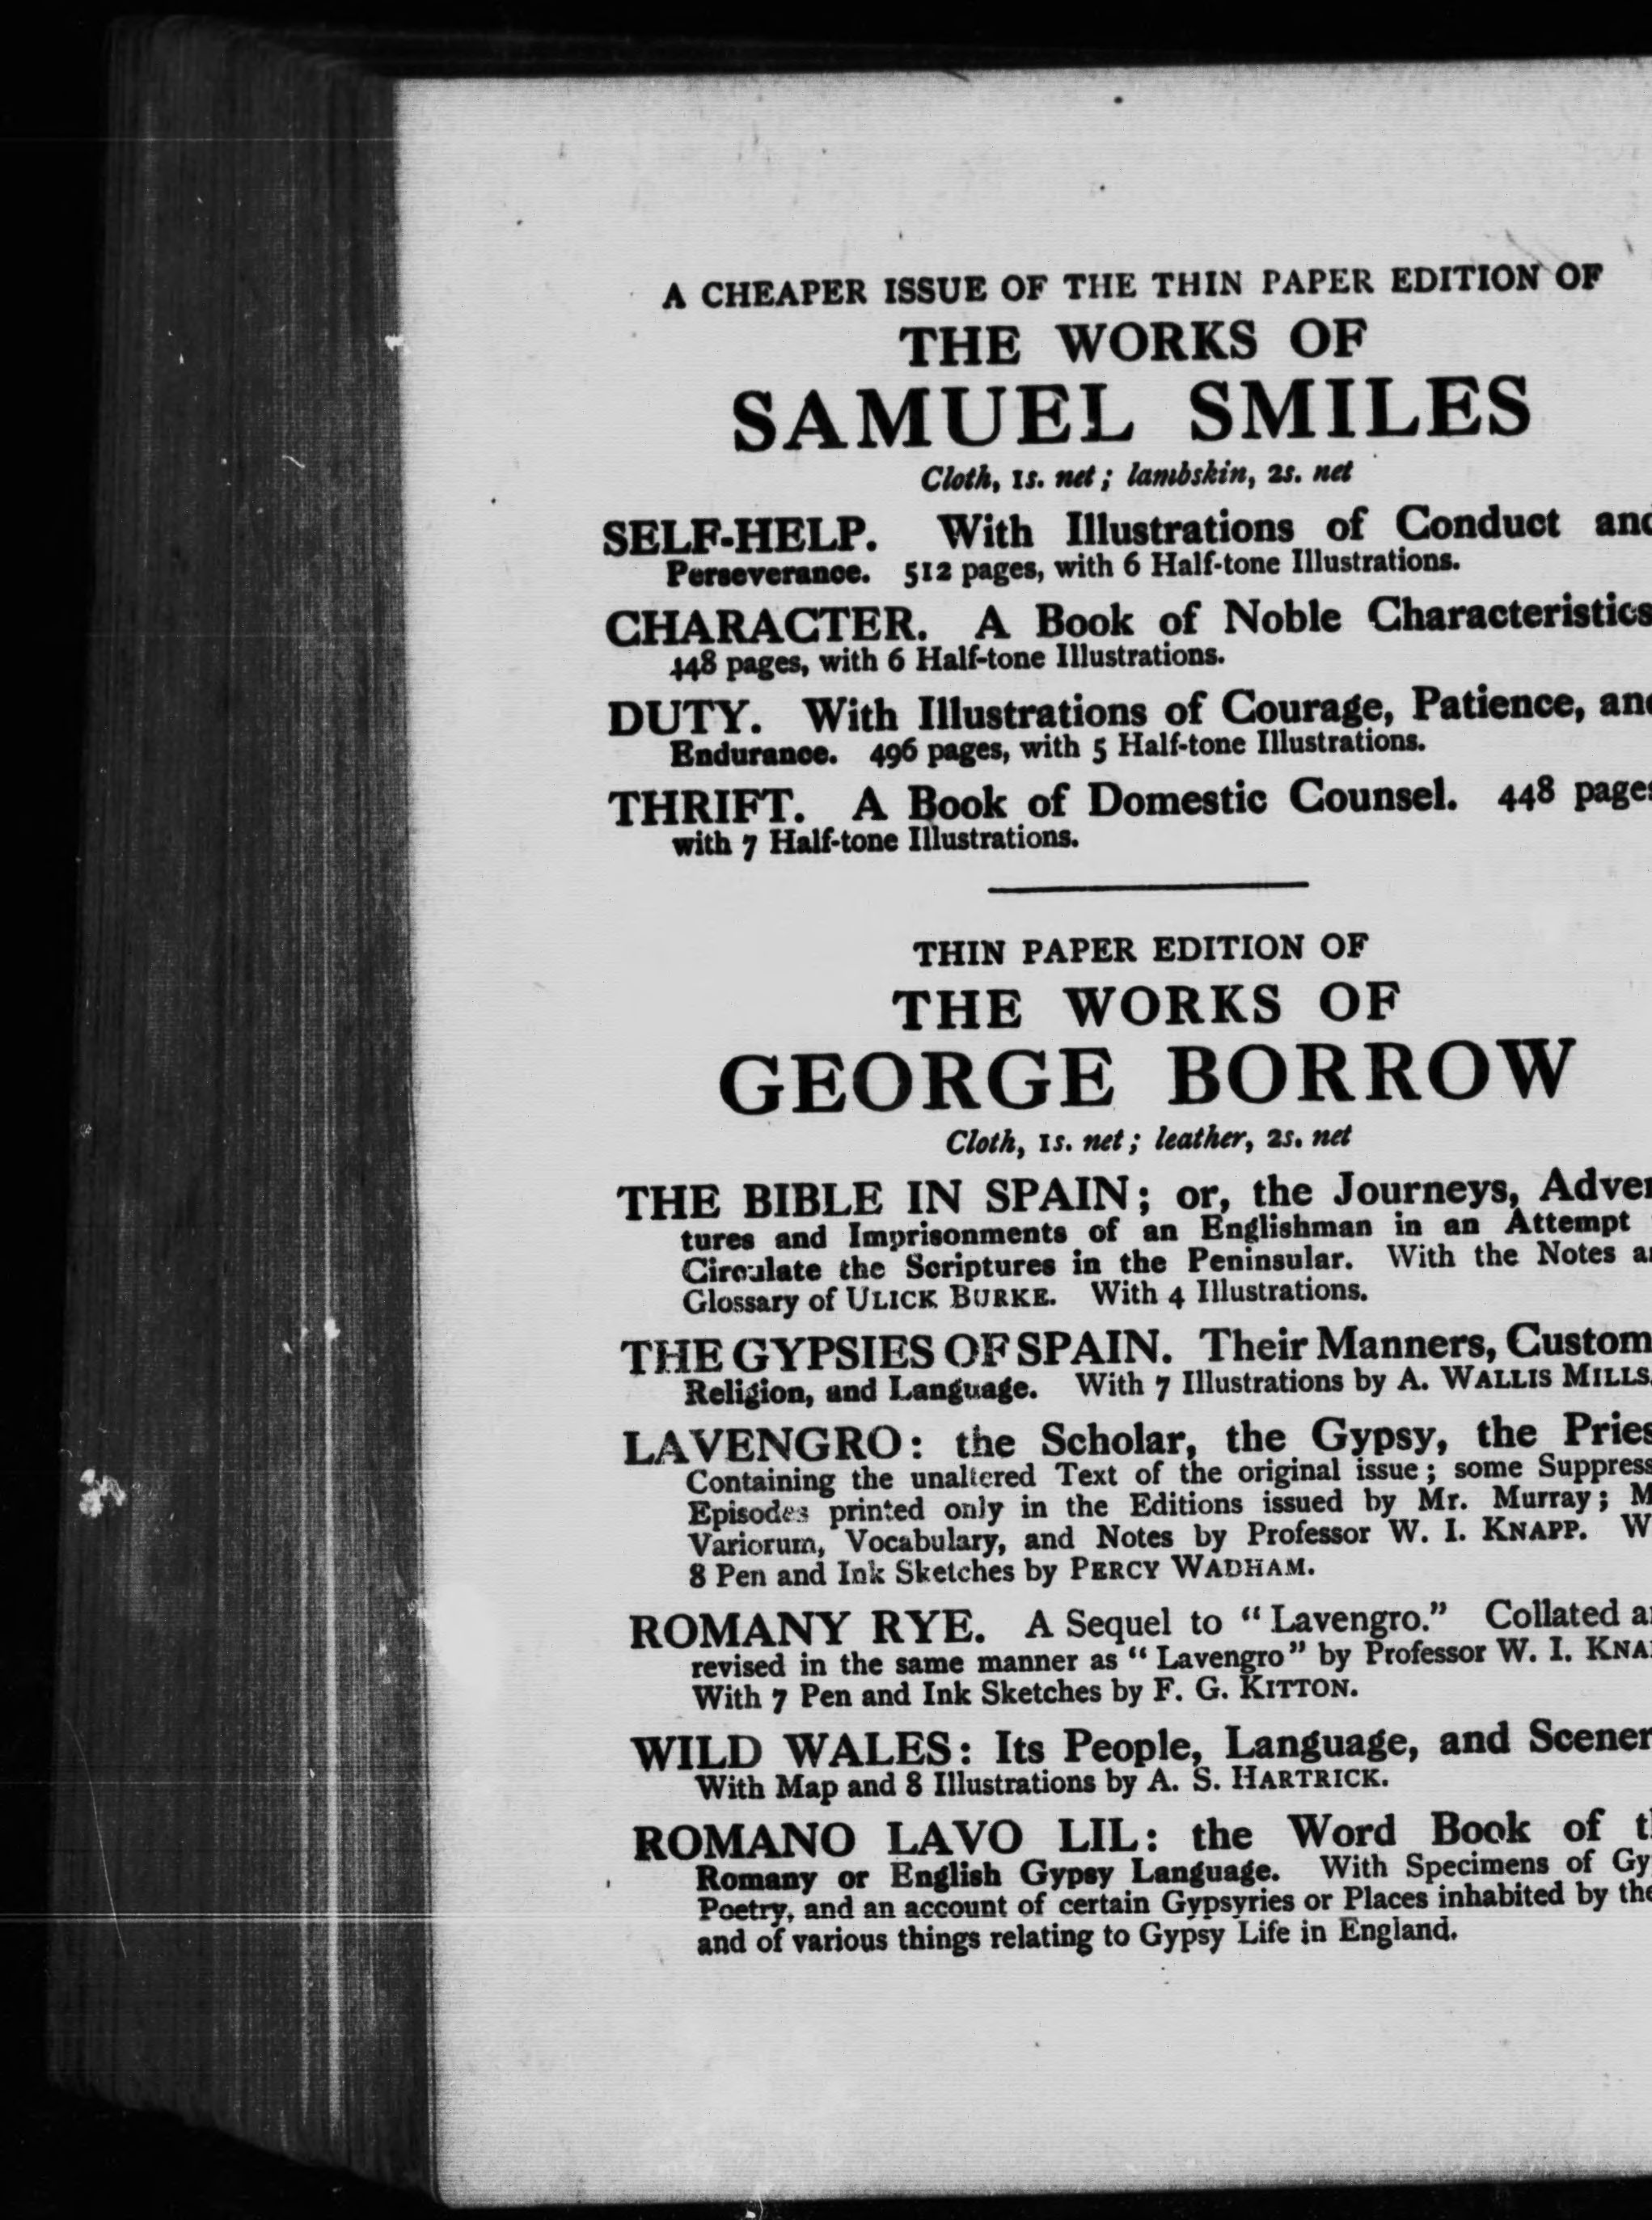 A CHEAPER ISSUE OF THE THIN PAPER EDITION OF
THE WORKS OF
SAMUEL SMILES
Cloth, 1s. net; lambskin, 2s. net
SELF-HELP. With Illustrations of Conduct and
Perseverance. 512 pages, with 6 Half-tone Illustrations.
CHARACTER. A Book of Noble Characteristics
448 pages, with 6 Half-tone Illustrations.
DUTY. With Illustrations of Courage, Patience, and
Endurance. 496 pages, with 5 Half-tone Illustrations.
THRIFT. A Book of Domestic Counsel. 448 pages
with 7 Half-tone Illustrations.
THIN PAPER EDITION OF
THE WORKS OF
GEORGE BORROW
Cloth, 1s. net; leather, 2s. net
THE BIBLE IN SPAIN; or, the Journeys, Adven
tures and Imprisonments of an Englishman in an Attempt
Circulate the Scriptures in the Peninsular. With the Notes a
Glossary of ULICK BURKE. With 4 Illustrations.
THE GYPSIES OF SPAIN. Their Manners, Custom
Religion, and Language. With 7 Illustrations by A. WALLIS MILLS.
LAVENGRO: the Scholar, the Gypsy, the Pries
Containing the unaltered Text of the original issue; some Suppress
Episodes printed only in the Editions issued by Mr. Murray; M
Variorum, Vocabulary, and Notes by Professor W. I. KNAPP. W
8 Pen and Ink Sketches by PERCY WADHAM.
ROMANY RYE. A Sequel to "Lavengro." Collated a
revised in the same manner as "Lavengro" by Professor W. I. KNA
With 7 Pen and Ink Sketches by F. G. KITTON.
WILD WALES: Its People, Language, and Scener
With Map and 8 Illustrations by A. S. HARTRICK.
ROMANO LAVO LIL: the Word Book of t
Romany or English Gypsy Language. With Specimens of Gy
Poetry, and an account of certain Gypsyries or Places inhabited by the
and of various things relating to Gypsy Life in England.